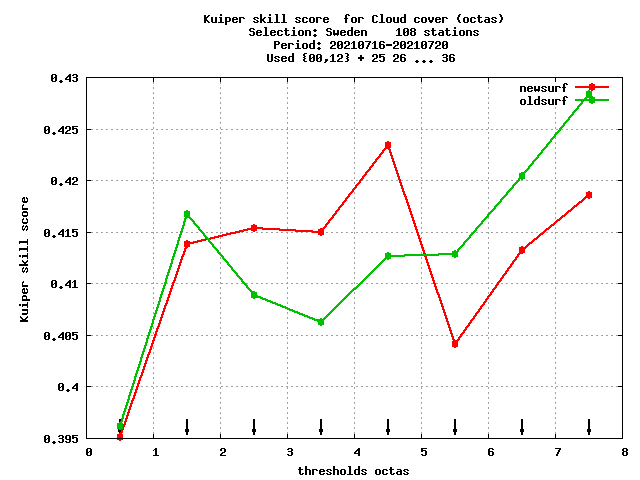 Kuiper skill score  for Cloud cover (octas)
Selection: Sweden    108 stations
Period: 20210716-20210720
Used {00,12} + 25 26 ... 36
newsurf
oldsurf
0.43
0.425
0.42
0.415
0.41
0.405
0.4
0.395
Kuiper skill score
0 1 2 3 4 5 6 7 8
thresholds octas